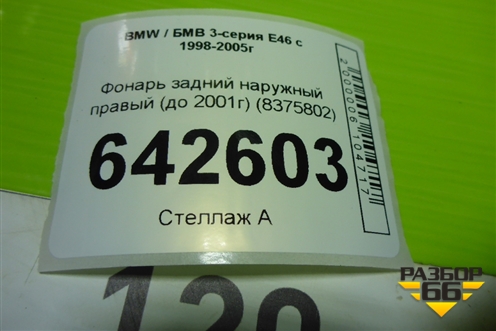 BMW / БМВ 3-серия E46 с
1998-2005г
Фонарь задний наружный
правый (до 2001г) (8375802)
642603
Стеллаж А
2000006104717
120
РАЗБОР
66